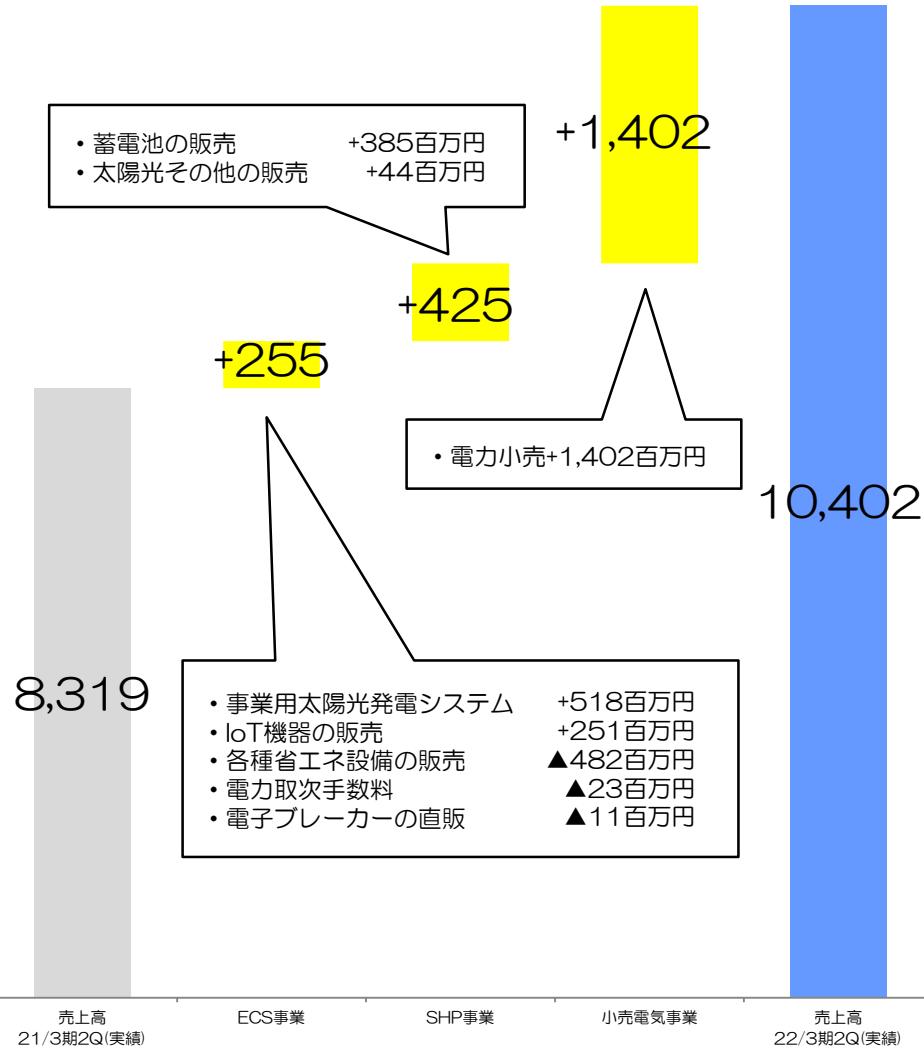 ・蓄電池の販売 +385百万円
・太陽光その他の販売 +44百万円
+1,402
+425
+255
・電力小売+1,402百万円
10,402
8,319
・事業用太陽光発電システム +518百万円
・IoT機器の販売 +251百万円
・各種省エネ設備の販売 ▲482百万円
・電力取次手数料 ▲23百万円
・電子ブレーカーの直販 ▲11百万円
売上高
21/3期2Q(実績)
ECS事業
SHP事業
小売電気事業
売上高
22/3期2Q(実績)